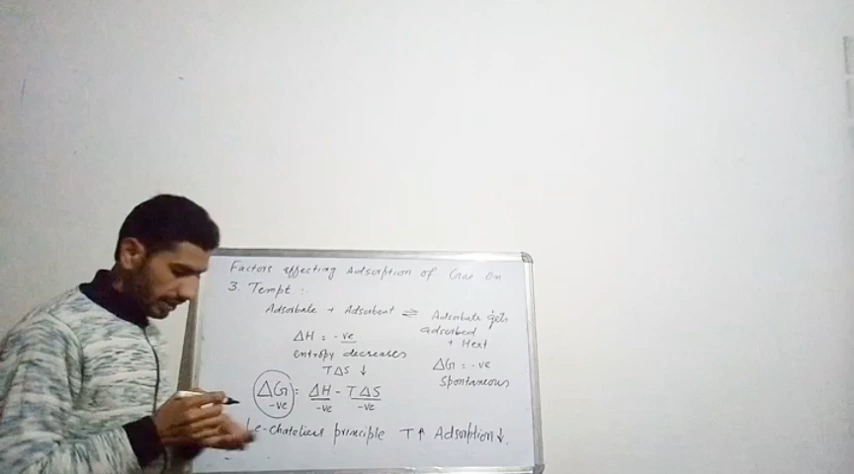 Factors affecting Adsorption of Gas On
3. Tempt :
Adsorbate + Adsorbent ⇌ Adsorbate gets
adsorbed
+ Heat
ΔH = -ve
entropy decreases
TΔS ↓
ΔG = -ve
Spontaneous
ΔG = ΔH - TΔS
-ve -ve -ve
principle T↑ Adsorption↓.